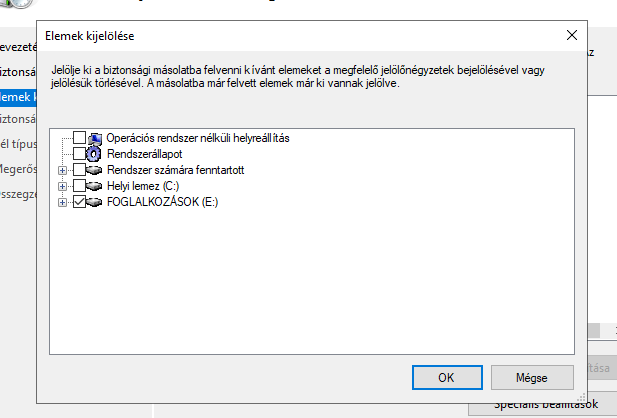 Elemek kijelölése
Jelölje ki a biztonsági másolatba felvenni kívánt elemeket a megfelelő jelölőnégyzetek bejelölésével vagy
jelölésük törlésével. A másolatba már felvett elemek már ki vannak jelölve.
Operációs rendszer nélküli helyreállítás
Rendszerállapot
Rendszer számára fenntartott
Helyi lemez (C:)
FOGLALKOZÁSOK (E:)
OK
Mégse
Speciális beállítások